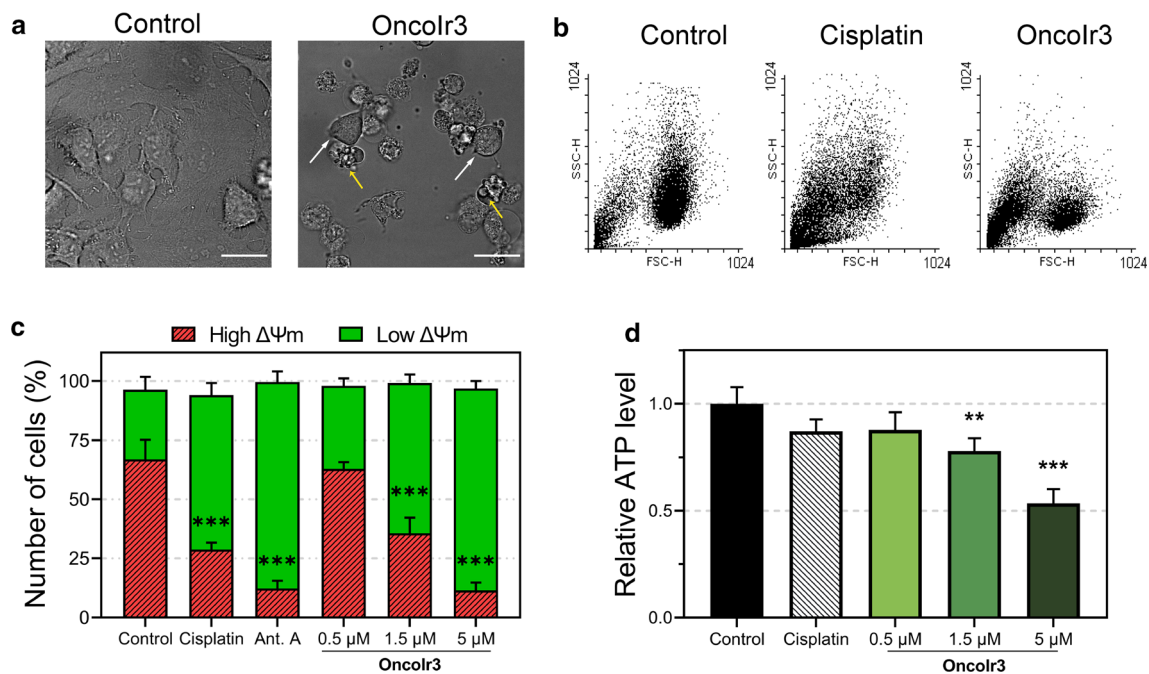 a
Control
OncoIr3
b
Control
Cisplatin
OncoIr3
1024
SSC-H
FSC-H
1024
1024
SSC-H
FSC-H
1024
1024
SSC-H
FSC-H
1024
c
High ΔΨm
Low ΔΨm
Number of cells (%)
100
75
50
25
0
***
***
***
***
Control
Cisplatin
Ant. A
0.5 µM
1.5 µM
5 µM
OncoIr3
d
Relative ATP level
1.0
0.5
0.0
**
***
Control
Cisplatin
0.5 µM
1.5 µM
5 µM
OncoIr3